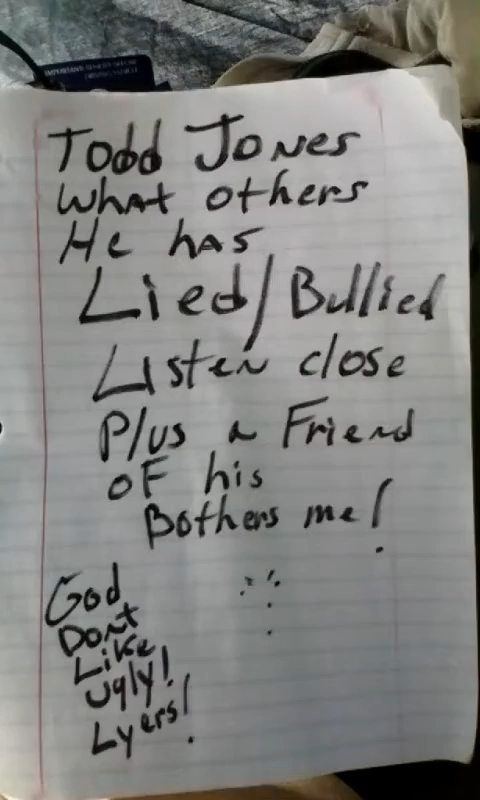 Todd Jones
What others
He has
Lied/Bullied
Listen close
Plus a Friend
OF his
Bothers me!
God
Dont
Like
Ugly!
Lyers!